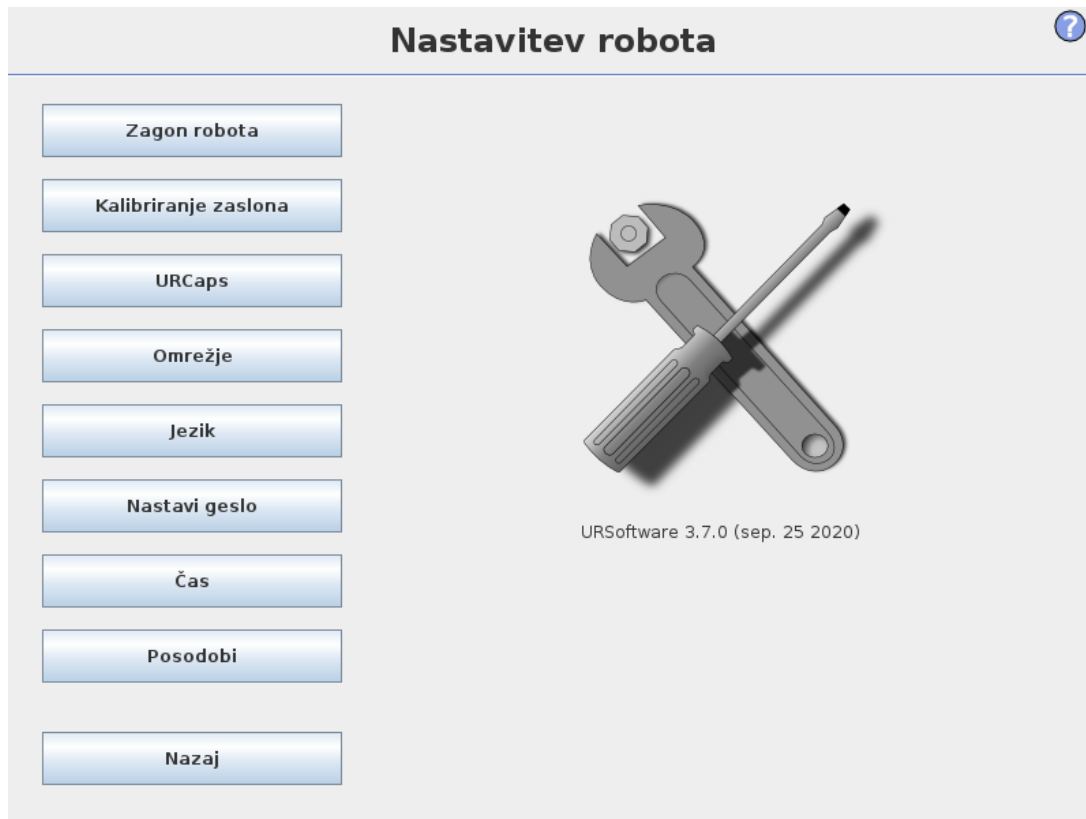 Nastavitev robota
?
Zagon robota
Kalibriranje zaslona
URCaps
Omrežje
Jezik
Nastavi geslo
Čas
Posodobi
Nazaj
URSoftware 3.7.0 (sep. 25 2020)